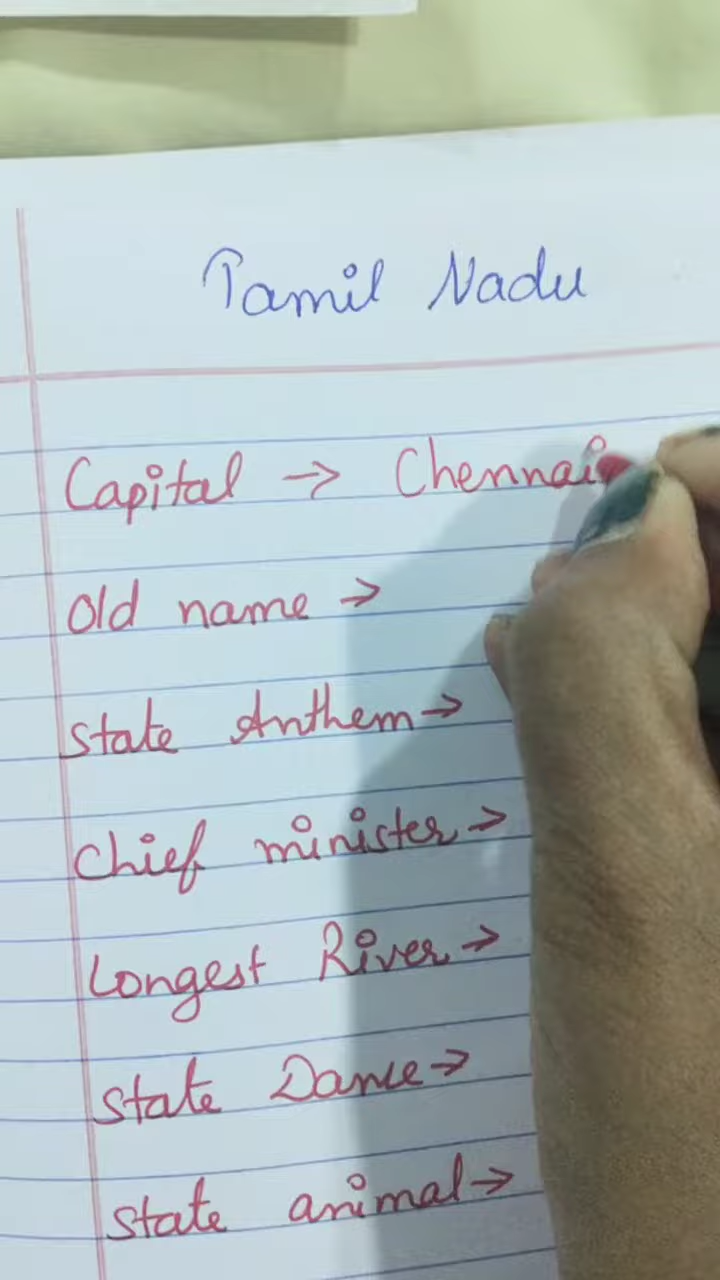 Tamil Nadu
Capital → Chennai
Old name →
State Anthem →
Chief minister →
Longest River →
State Dance →
State animal →